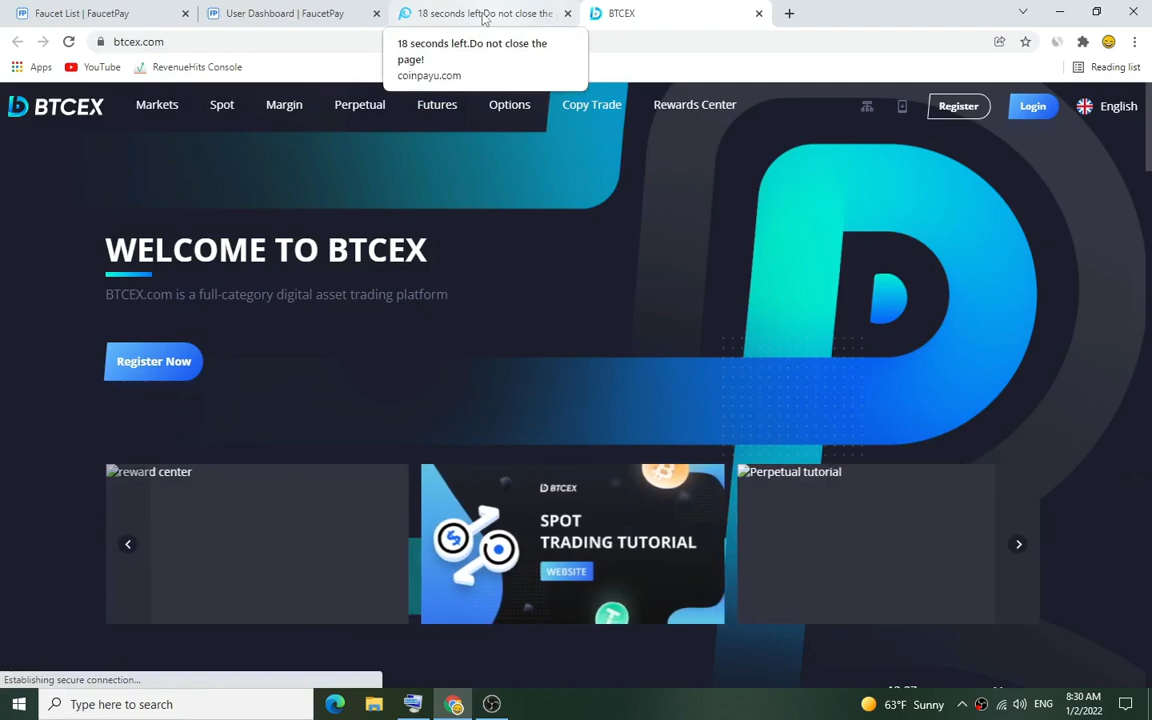 Faucet List | FaucetPay
User Dashboard | FaucetPay
18 seconds left.Do not close the
BTCEX
btcex.com
18 seconds left.Do not close the
page!
coinpayu.com
Apps
YouTube
RevenueHits Console
Reading list
BTCEX
Markets
Spot
Margin
Perpetual
Futures
Options
Copy Trade
Rewards Center
Register
Login
English
WELCOME TO BTCEX
BTCEX.com is a full-category digital asset trading platform
Register Now
reward center
BTCEX
SPOT
TRADING TUTORIAL
WEBSITE
Perpetual tutorial
Establishing secure connection...
Type here to search
63°F Sunny
ENG
8:30 AM
1/2/2022